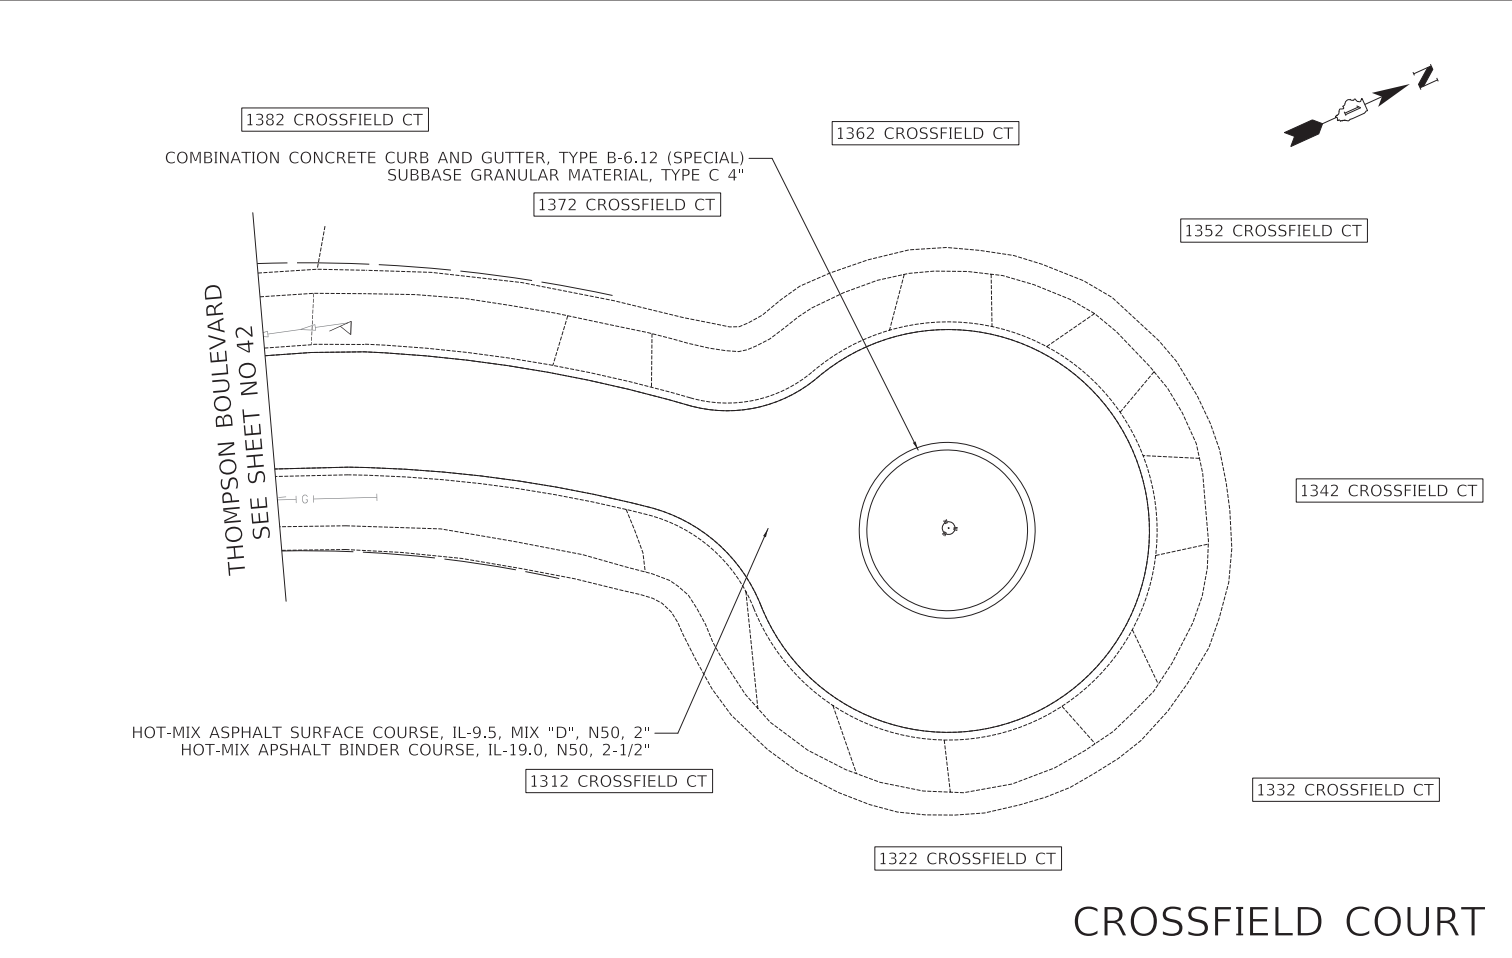 N
1382 CROSSFIELD CT
1362 CROSSFIELD CT
COMBINATION CONCRETE CURB AND GUTTER, TYPE B-6.12 (SPECIAL)
SUBBASE GRANULAR MATERIAL, TYPE C 4"
1372 CROSSFIELD CT
1352 CROSSFIELD CT
THOMPSON BOULEVARD
SEE SHEET NO 42
G
1342 CROSSFIELD CT
HOT-MIX ASPHALT SURFACE COURSE, IL-9.5, MIX "D", N50, 2"
HOT-MIX APSHALT BINDER COURSE, IL-19.0, N50, 2-1/2"
1312 CROSSFIELD CT
1332 CROSSFIELD CT
1322 CROSSFIELD CT
CROSSFIELD COURT